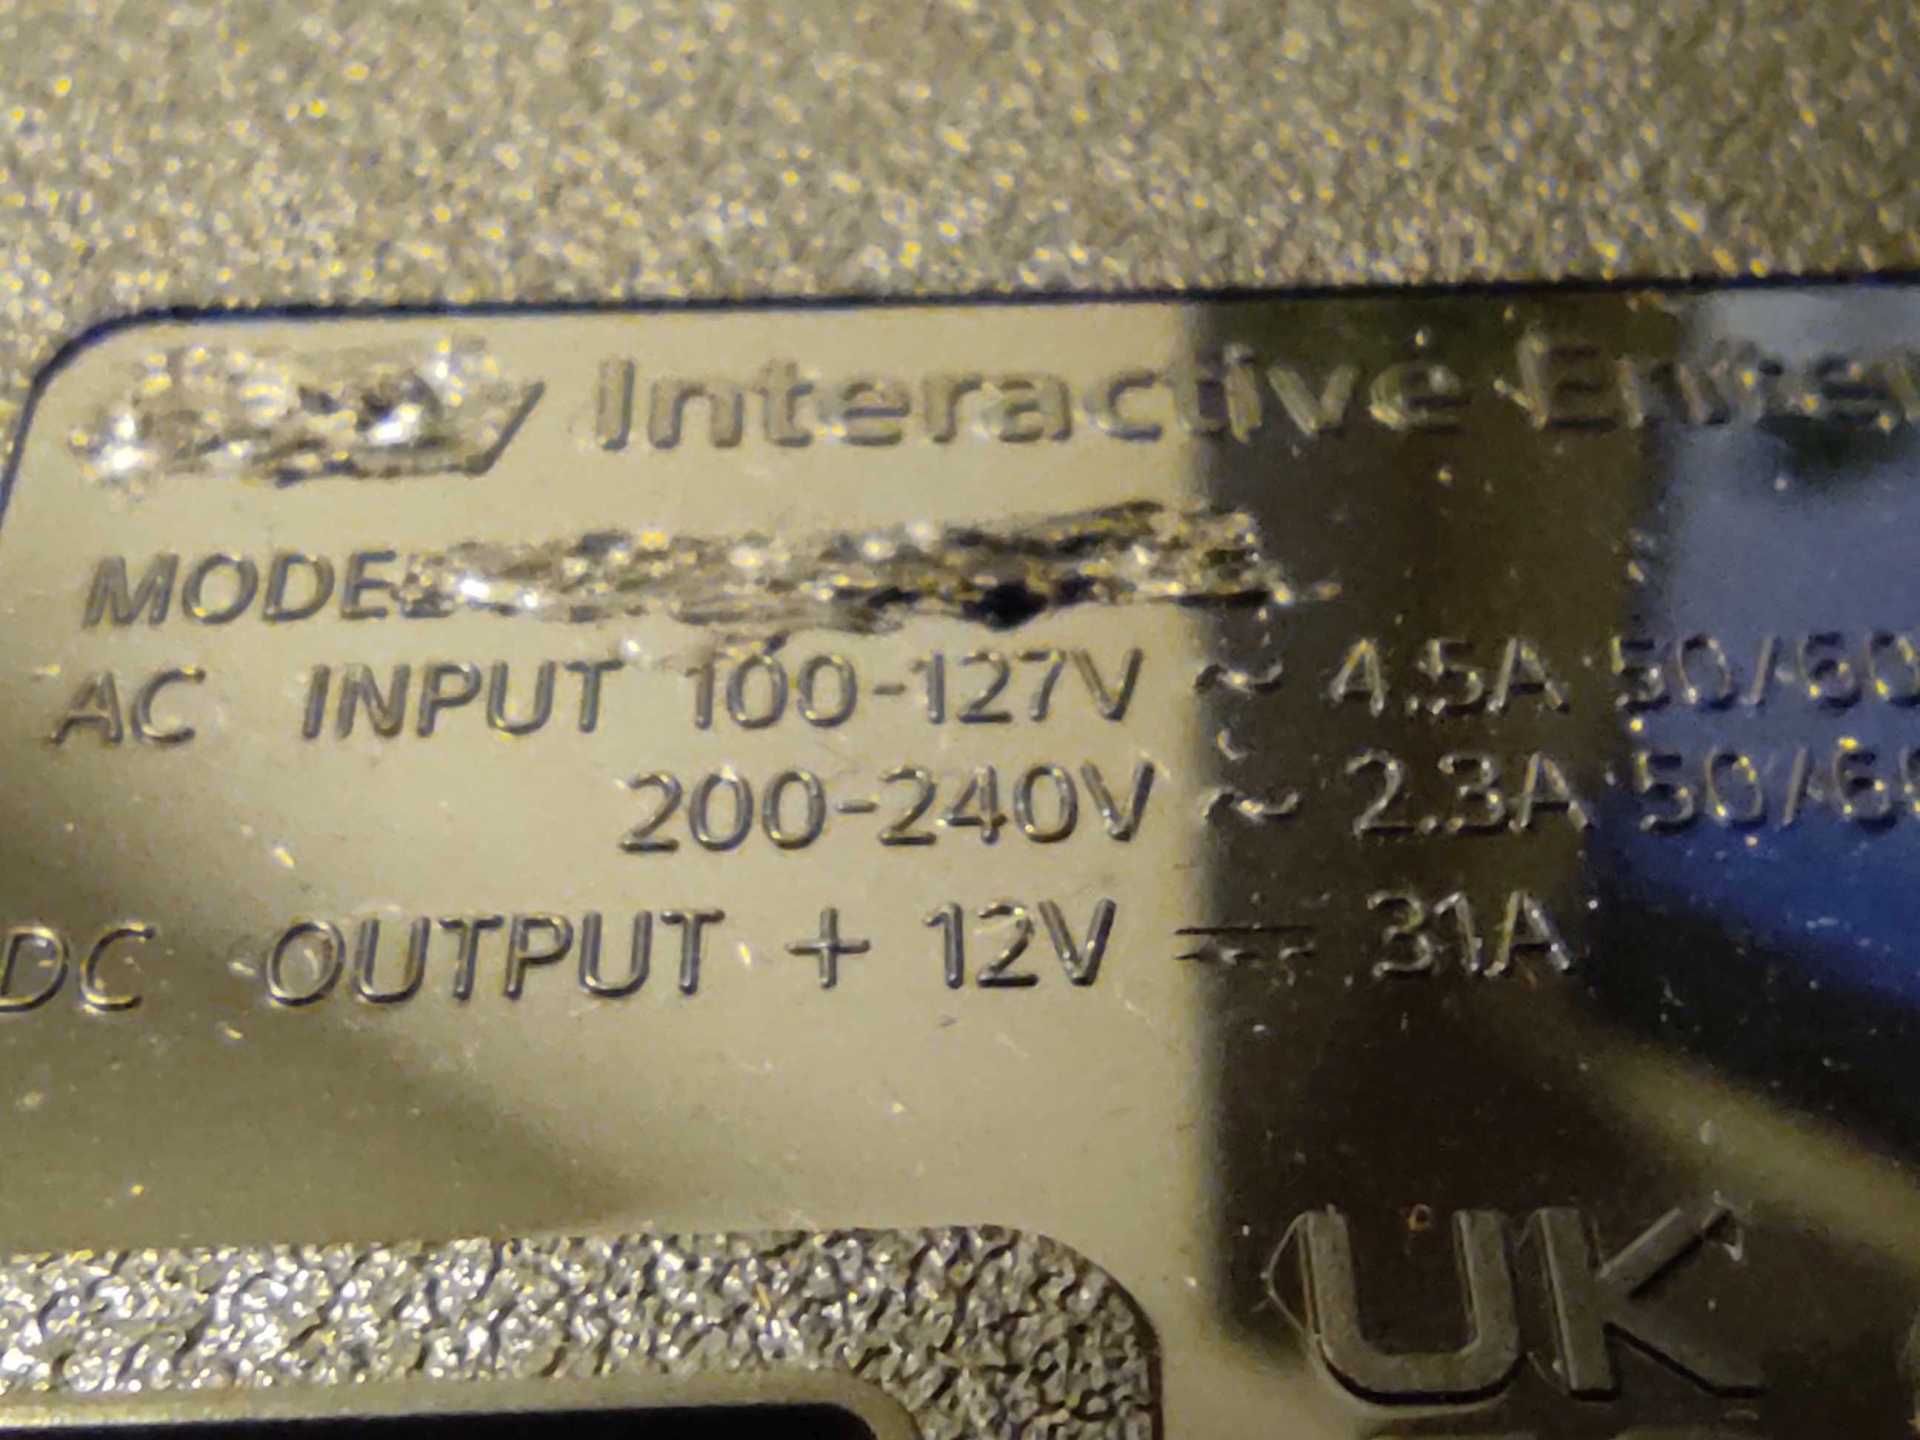 Interactive
MODEL
AC INPUT 100-127V ~ 4.5A 50/60
200-240V ~ 2.3A 50/60
DC OUTPUT + 12V ⎓ 31A
UK